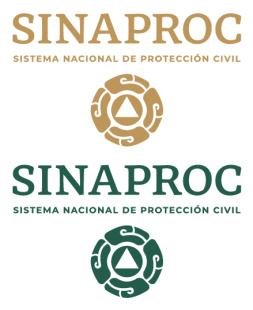 SINAPROC
SISTEMA NACIONAL DE PROTECCIÓN CIVIL
SINAPROC
SISTEMA NACIONAL DE PROTECCIÓN CIVIL